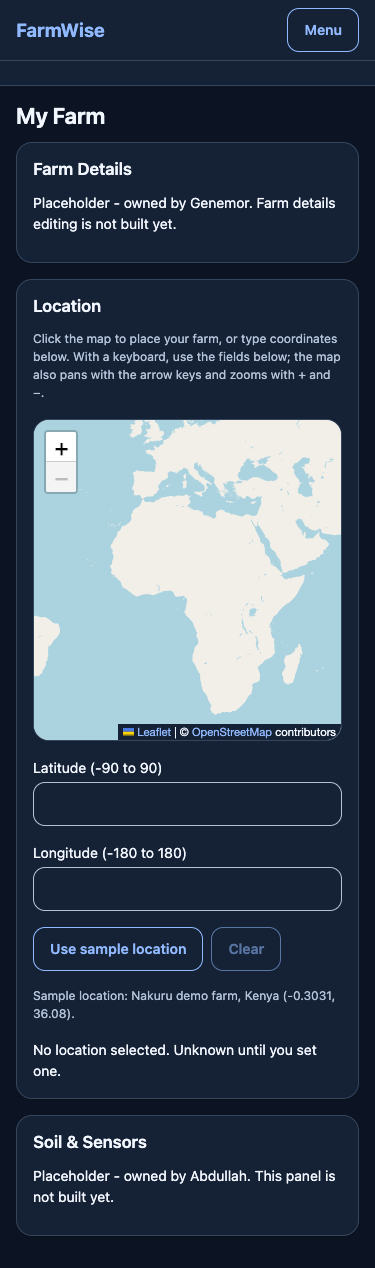 FarmWise
Menu
My Farm
Farm Details
Placeholder - owned by Genemor. Farm details
editing is not built yet.
Location
Click the map to place your farm, or type coordinates
below. With a keyboard, use the fields below; the map
also pans with the arrow keys and zooms with + and
−.
+
−
Leaflet | © OpenStreetMap contributors
Latitude (-90 to 90)
Longitude (-180 to 180)
Use sample location
Clear
Sample location: Nakuru demo farm, Kenya (-0.3031,
36.08).
No location selected. Unknown until you set
one.
Soil & Sensors
Placeholder - owned by Abdullah. This panel is
not built yet.